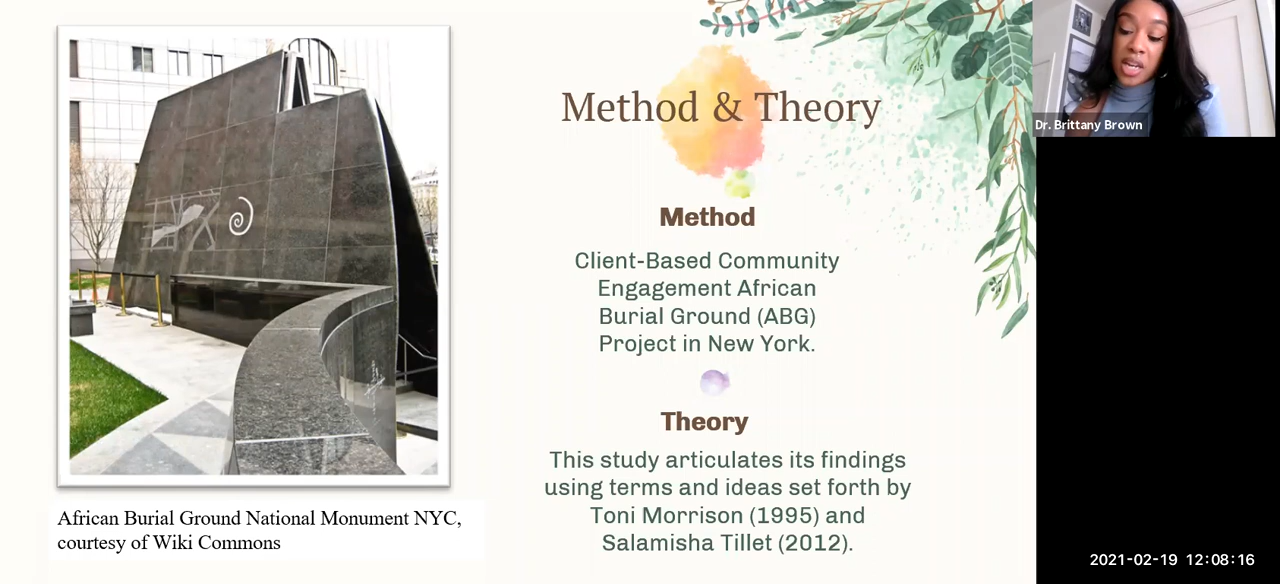 Method & Theory
Method
Client-Based Community
Engagement African
Burial Ground (ABG)
Project in New York.
Theory
This study articulates its findings
using terms and ideas set forth by
Toni Morrison (1995) and
Salamisha Tillet (2012).
African Burial Ground National Monument NYC,
courtesy of Wiki Commons
Dr. Brittany Brown
2021-02-19 12:08:16